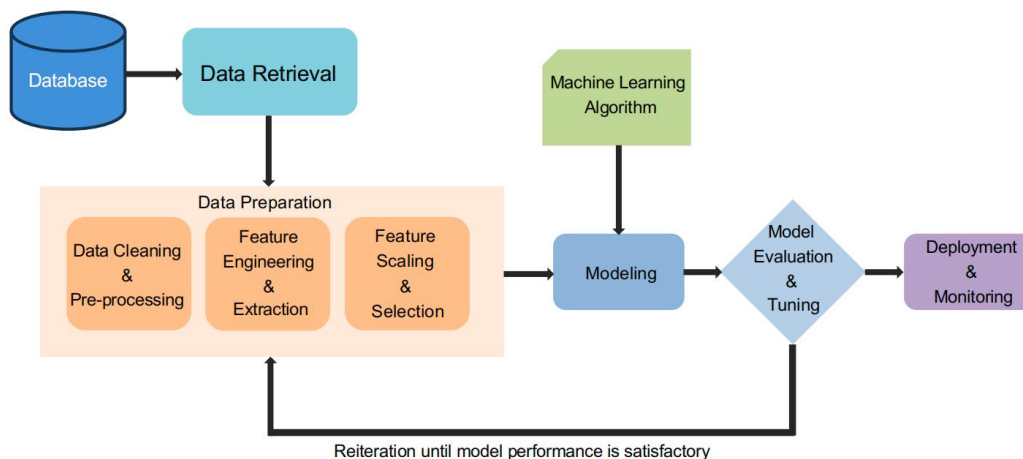 Database
Data Retrieval
Machine Learning
Algorithm
Data Preparation
Data Cleaning
&
Pre-processing
Feature
Engineering
&
Extraction
Feature
Scaling
&
Selection
Modeling
Model
Evaluation
&
Tuning
Deployment
&
Monitoring
Reiteration until model performance is satisfactory